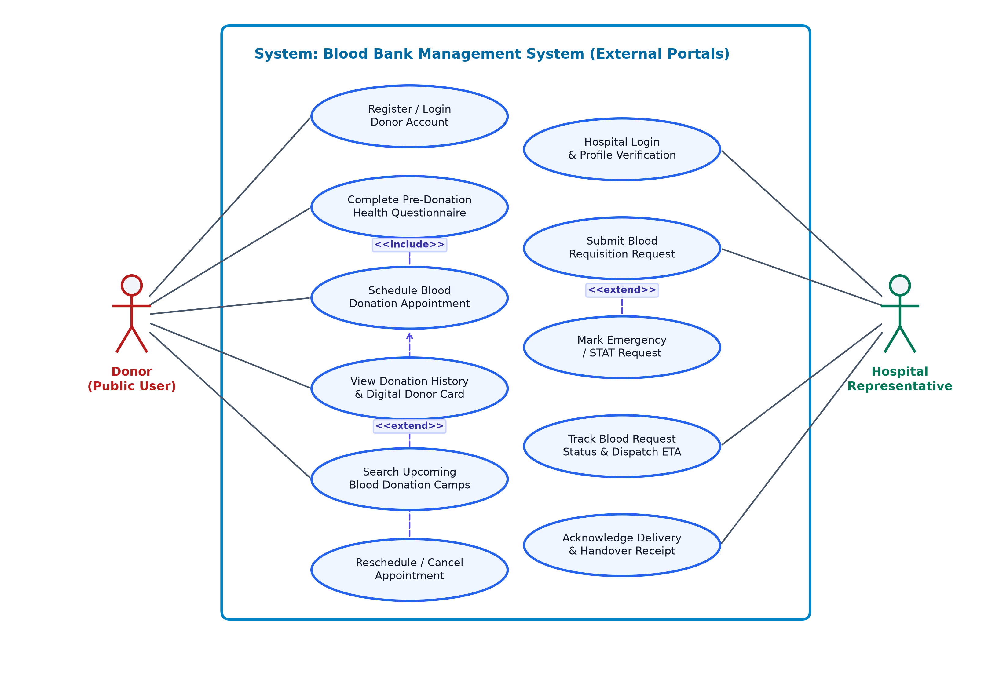 System: Blood Bank Management System (External Portals)
Register / Login
Donor Account
Hospital Login
& Profile Verification
Complete Pre-Donation
Health Questionnaire
<<include>>
Submit Blood
Requisition Request
Schedule Blood
Donation Appointment
<<extend>>
Mark Emergency
/ STAT Request
Donor
(Public User)
Hospital
Representative
View Donation History
& Digital Donor Card
<<extend>>
Track Blood Request
Status & Dispatch ETA
Search Upcoming
Blood Donation Camps
Acknowledge Delivery
& Handover Receipt
Reschedule / Cancel
Appointment